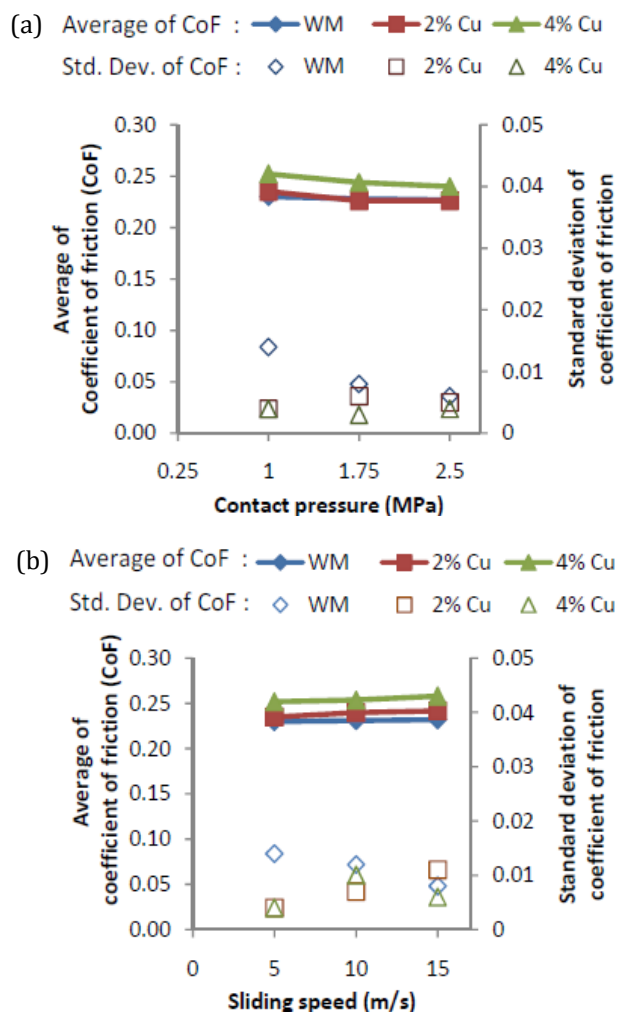 (a) Average of CoF : WM 2% Cu 4% Cu
Std. Dev. of CoF : WM 2% Cu 4% Cu
0.30 0.05
0.25 0.04
0.20 0.03
0.15
0.10 0.02
0.05 0.01
0.00 0
Average of
Coefficient of friction (CoF)
Standard deviation of
coefficient of friction
0.25 1 1.75 2.5
Contact pressure (MPa)
(b) Average of CoF : WM 2% Cu 4% Cu
Std. Dev. of CoF : WM 2% Cu 4% Cu
0.30 0.05
0.25 0.04
0.20 0.03
0.15
0.10 0.02
0.05 0.01
0.00 0
Average of
coefficient of friction (CoF)
Standard deviation of
coefficient of friction
0 5 10 15
Sliding speed (m/s)